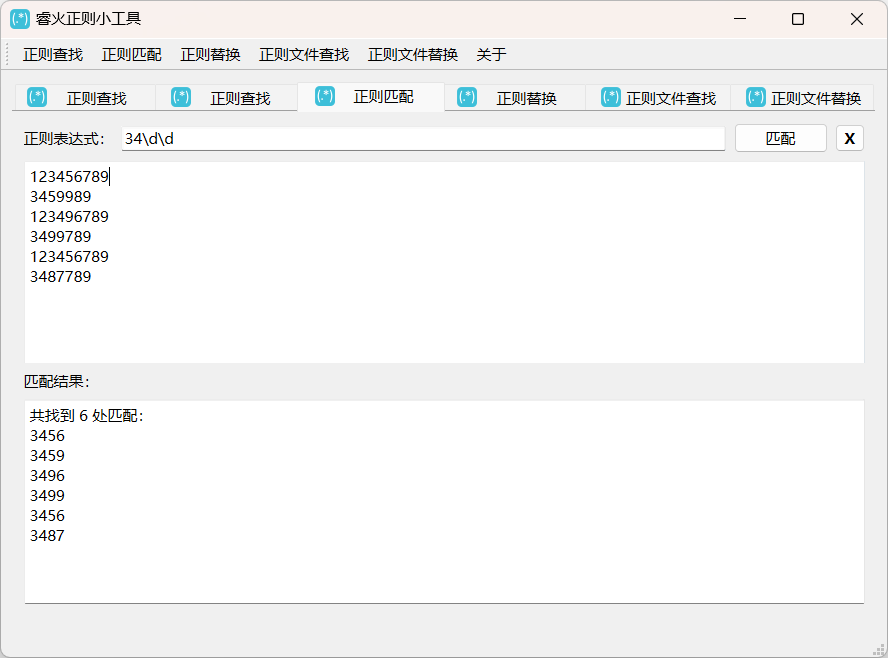 (.*) 睿火正则小工具
正则查找 正则匹配 正则替换 正则文件查找 正则文件替换 关于
(.*) 正则查找 (.*) 正则查找 (.*) 正则匹配 (.*) 正则替换 (.*) 正则文件查找 (.*) 正则文件替换
正则表达式： 34\d\d 匹配 X
123456789
3459989
123496789
3499789
123456789
3487789
匹配结果：
共找到 6 处匹配：
3456
3459
3496
3499
3456
3487